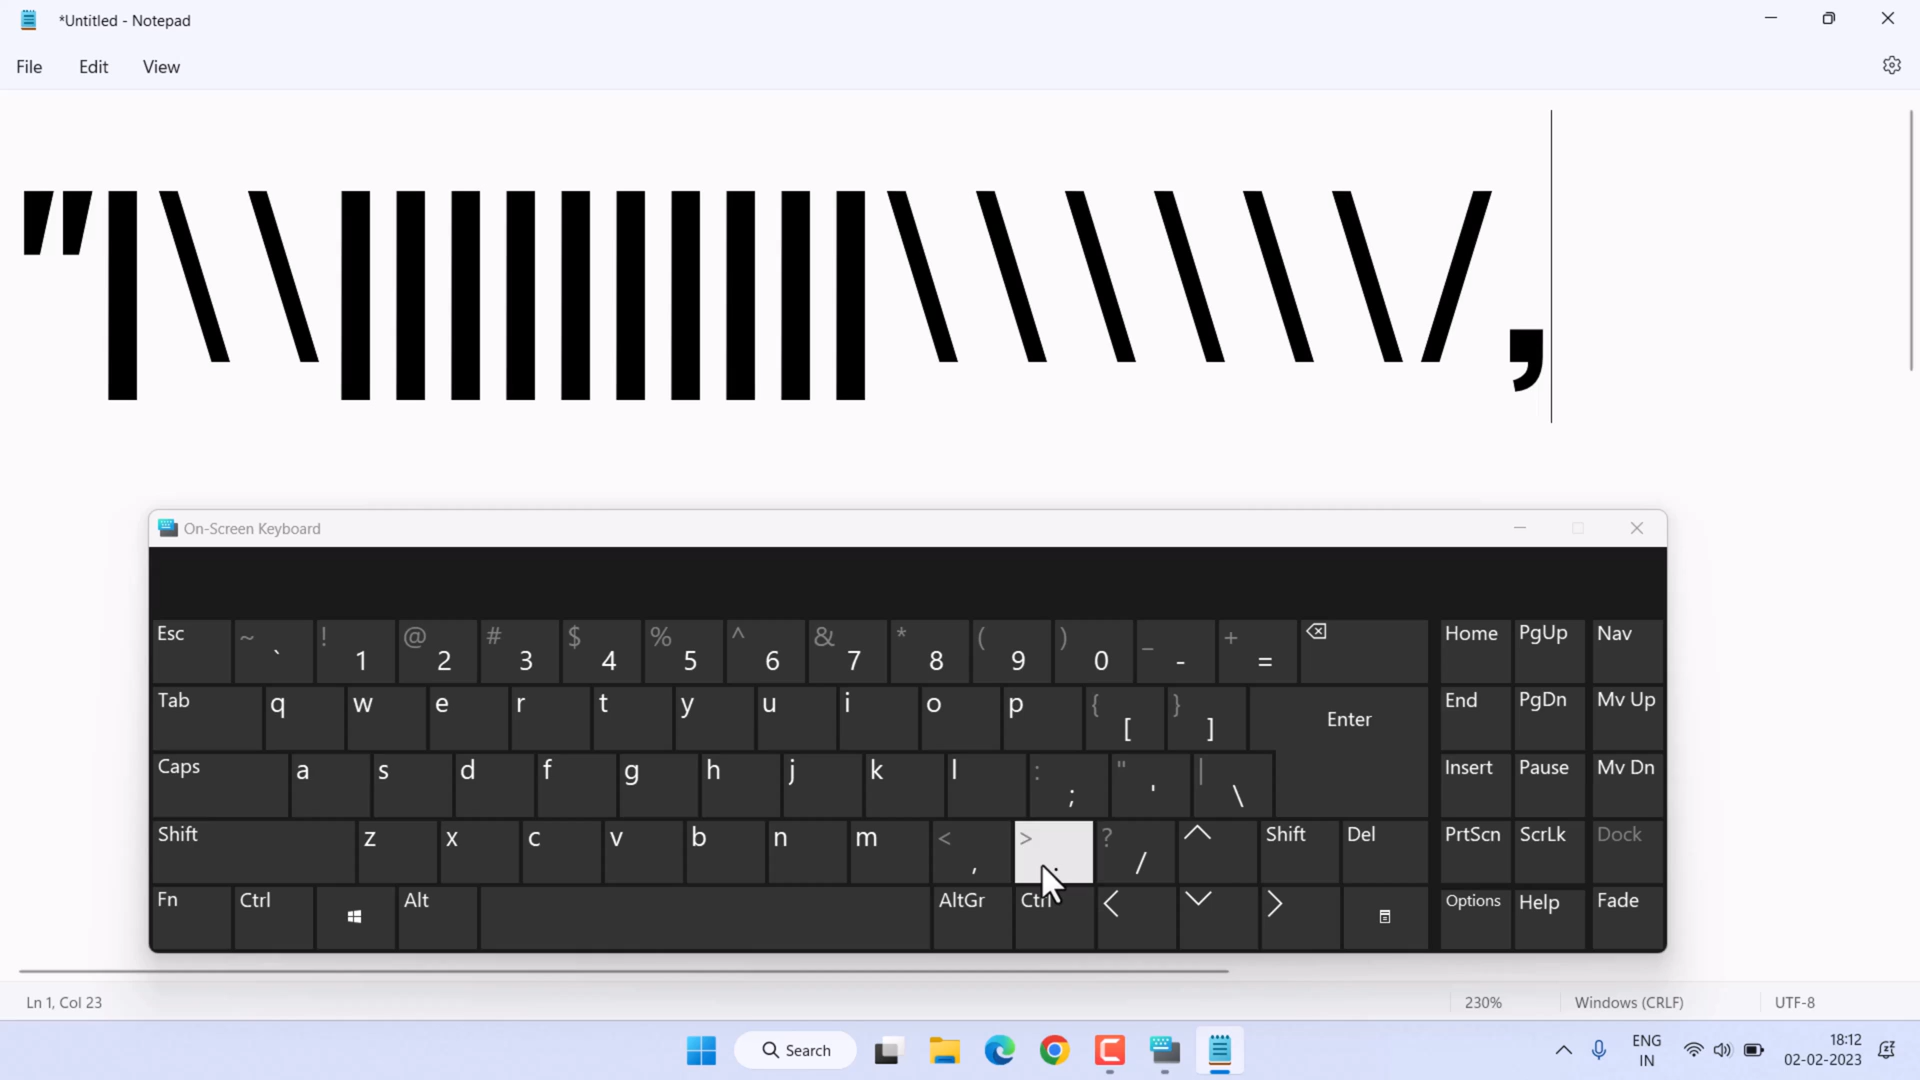 *Untitled - Notepad
File Edit View
"|\\||||||||||\\\\\\/,
On-Screen Keyboard
Esc ~ ` ! 1 @ 2 # 3 $ 4 % 5 ^ 6 & 7 * 8 ( 9 ) 0 _ - + = Home PgUp Nav
Tab q w e r t y u i o p { [ } ] Enter End PgDn Mv Up
Caps a s d f g h j k l : ; " ' | \ Insert Pause Mv Dn
Shift z x c v b n m < , > . ? / Shift Del PrtScn ScrLk Dock
Fn Ctrl Alt AltGr Ctrl Options Help Fade
Ln 1, Col 23 230% Windows (CRLF) UTF-8
Search ENG IN 18:12
02-02-2023